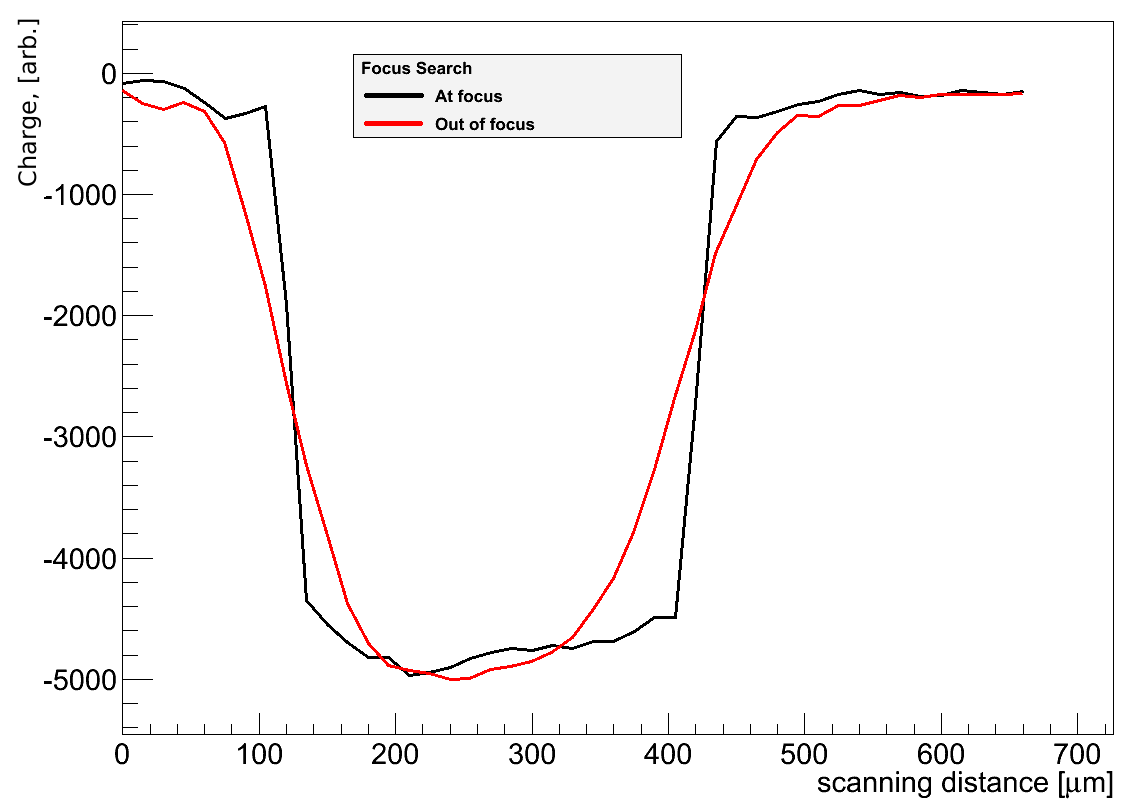 Charge, [arb.]
Focus Search
At focus
Out of focus
0
-1000
-2000
-3000
-4000
-5000
0 100 200 300 400 500 600 700
scanning distance [μm]